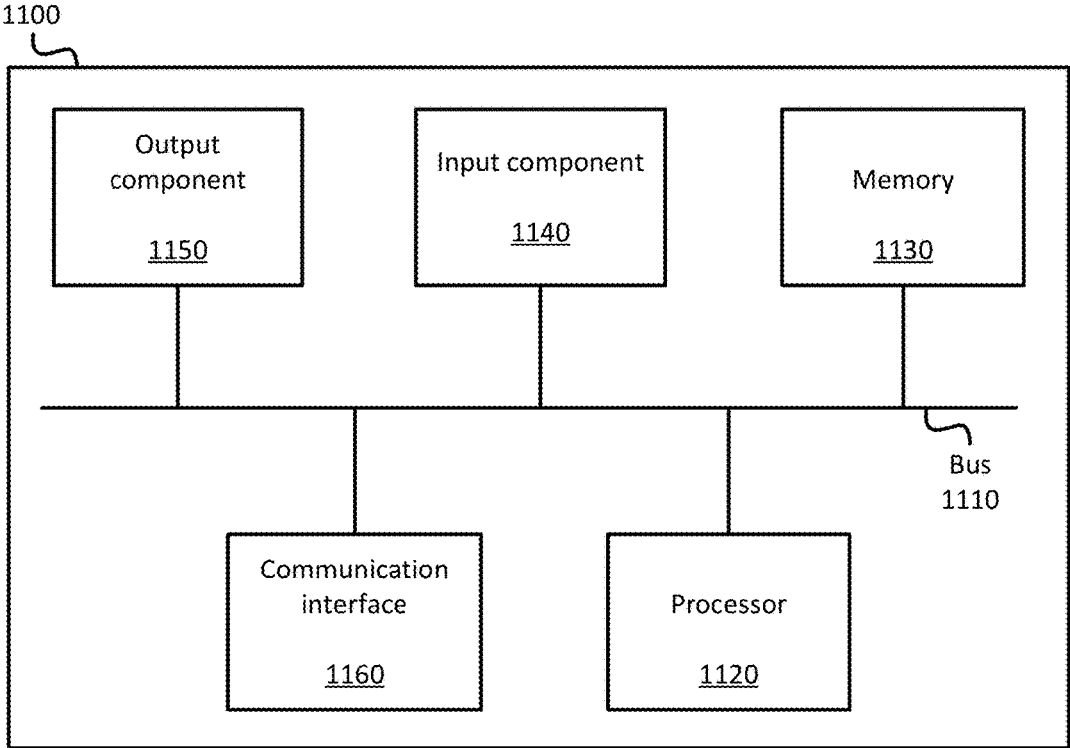 1100
Output
component
1150
Input component
1140
Memory
1130
Bus
1110
Communication
interface
1160
Processor
1120